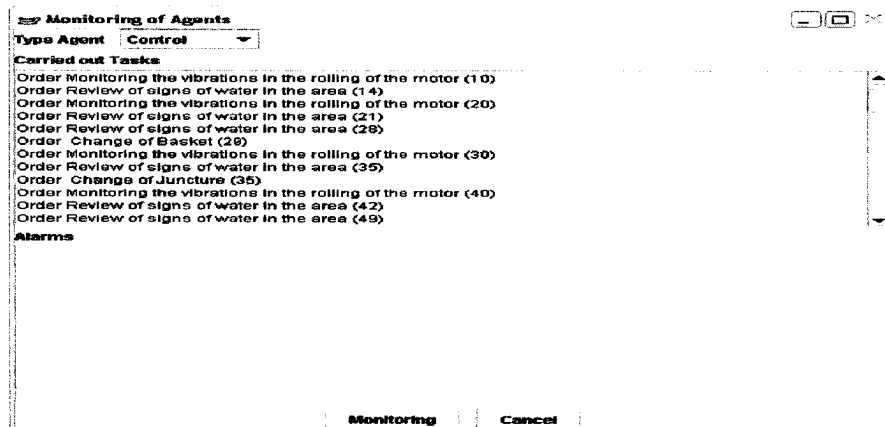 Monitoring of Agents
Type Agent Control
Carried out Tasks
Order Monitoring the vibrations in the rolling of the motor (10)
Order Review of signs of water in the area (14)
Order Monitoring the vibrations in the rolling of the motor (20)
Order Review of signs of water in the area (21)
Order Review of signs of water in the area (28)
Order Change of Basket (29)
Order Monitoring the vibrations in the rolling of the motor (30)
Order Review of signs of water in the area (35)
Order Change of Juncture (35)
Order Monitoring the vibrations in the rolling of the motor (40)
Order Review of signs of water in the area (42)
Order Review of signs of water in the area (49)
Alarms
Monitoring Cancel